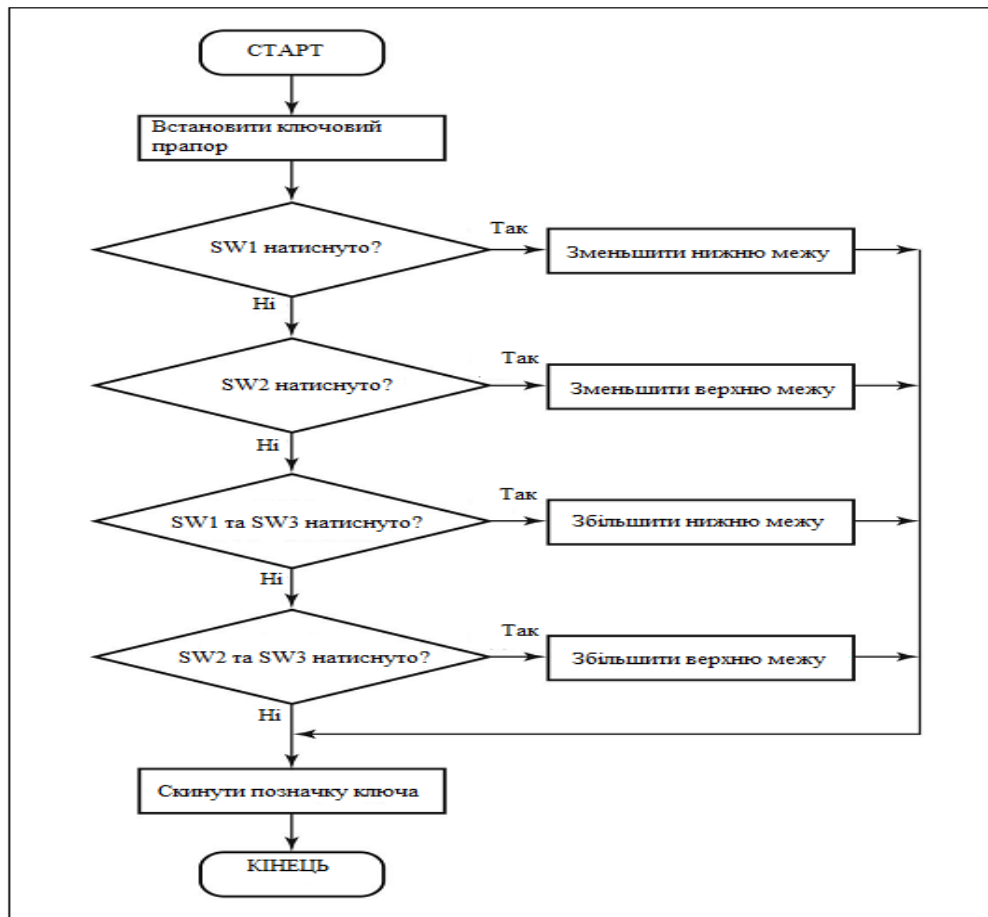 СТАРТ
Встановити ключовий
прапор
SW1 натиснуто?
Так
Зменьшити нижню межу
Ні
SW2 натиснуто?
Так
Зменьшити верхню межу
Ні
SW1 та SW3 натиснуто?
Так
Збільшити нижню межу
Ні
SW2 та SW3 натиснуто?
Так
Збільшити верхню межу
Ні
Скинути позначку ключа
КІНЕЦЬ